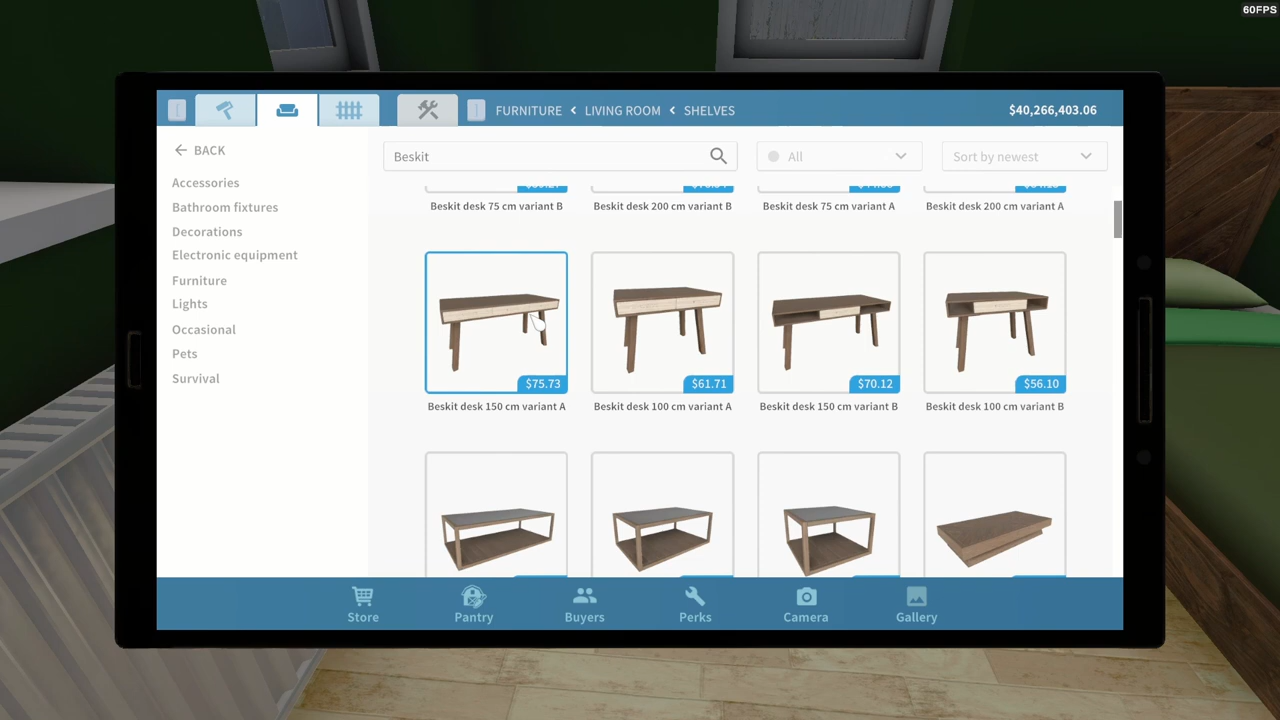 60FPS
FURNITURE < LIVING ROOM < SHELVES
$40,266,403.06
BACK
Beskit
All
Sort by newest
Accessories
Bathroom fixtures
Decorations
Electronic equipment
Furniture
Lights
Occasional
Pets
Survival
Beskit desk 75 cm variant B
Beskit desk 200 cm variant B
Beskit desk 75 cm variant A
Beskit desk 200 cm variant A
$75.73
$61.71
$70.12
$56.10
Beskit desk 150 cm variant A
Beskit desk 100 cm variant A
Beskit desk 150 cm variant B
Beskit desk 100 cm variant B
Store
Pantry
Buyers
Perks
Camera
Gallery